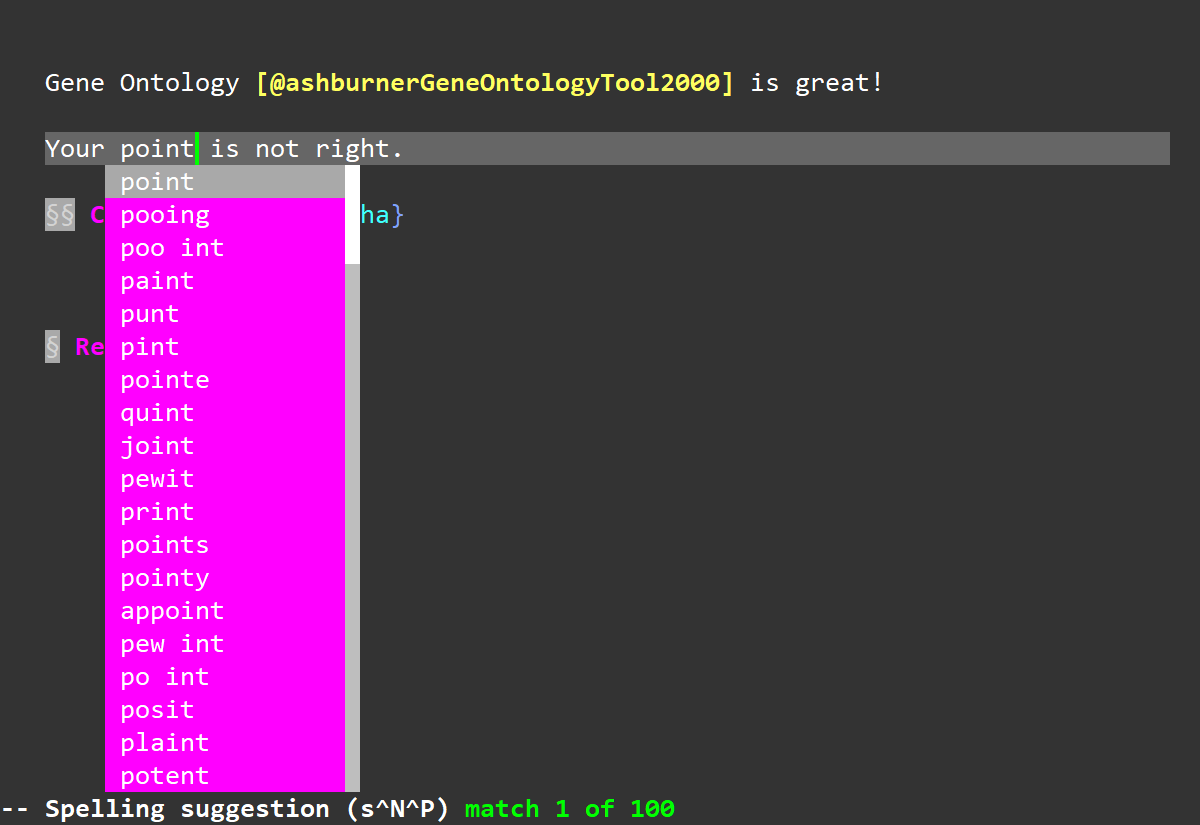 Gene Ontology [@ashburnerGeneOntologyTool2000] is great!
Your point is not right.
point
§§ C pooing ha}
poo int
paint
punt
§ Re pint
pointe
quint
joint
pewit
print
points
pointy
appoint
pew int
po int
posit
plaint
potent
-- Spelling suggestion (s^N^P) match 1 of 100